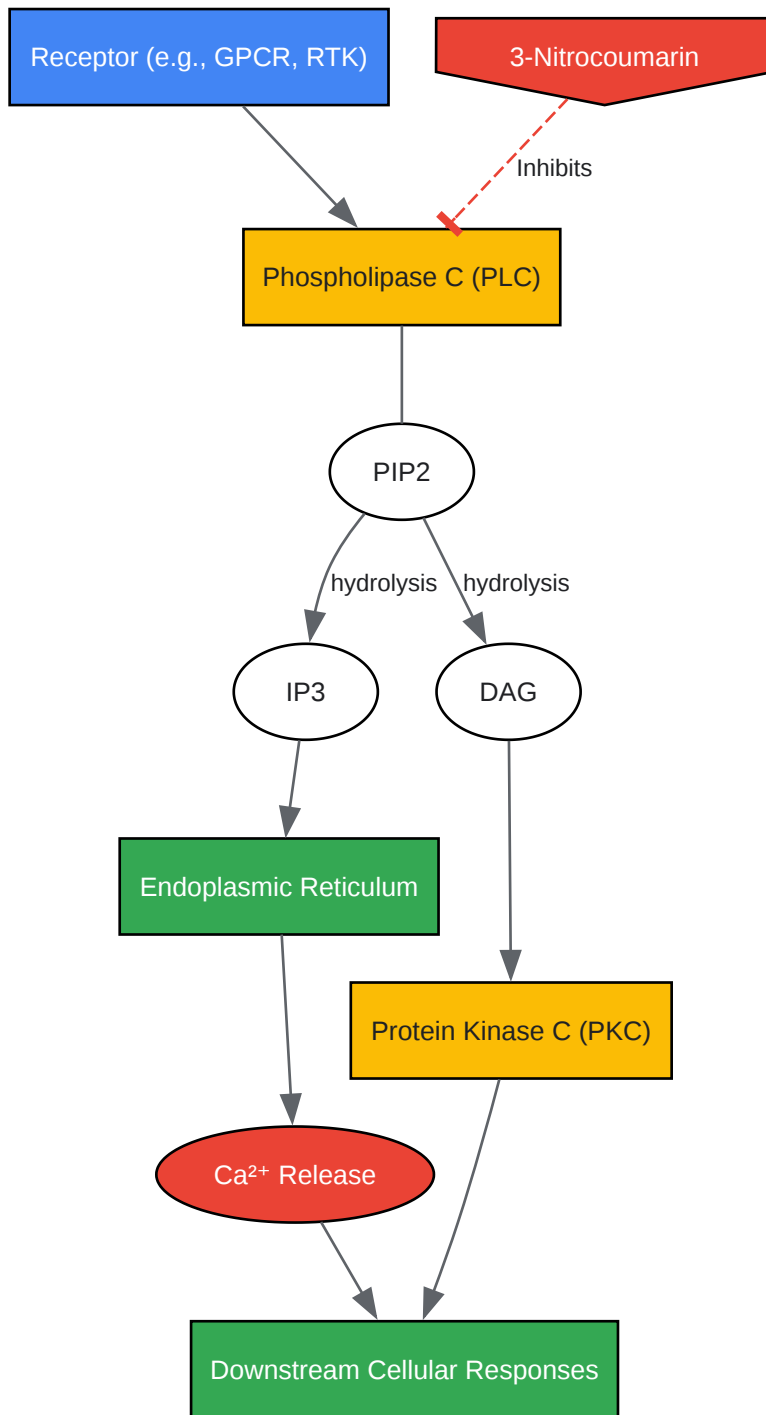 Receptor (e.g., GPCR, RTK)
3-Nitrocoumarin
Inhibits
Phospholipase C (PLC)
PIP2
hydrolysis
hydrolysis
IP3
DAG
Endoplasmic Reticulum
Protein Kinase C (PKC)
Ca²⁺ Release
Downstream Cellular Responses